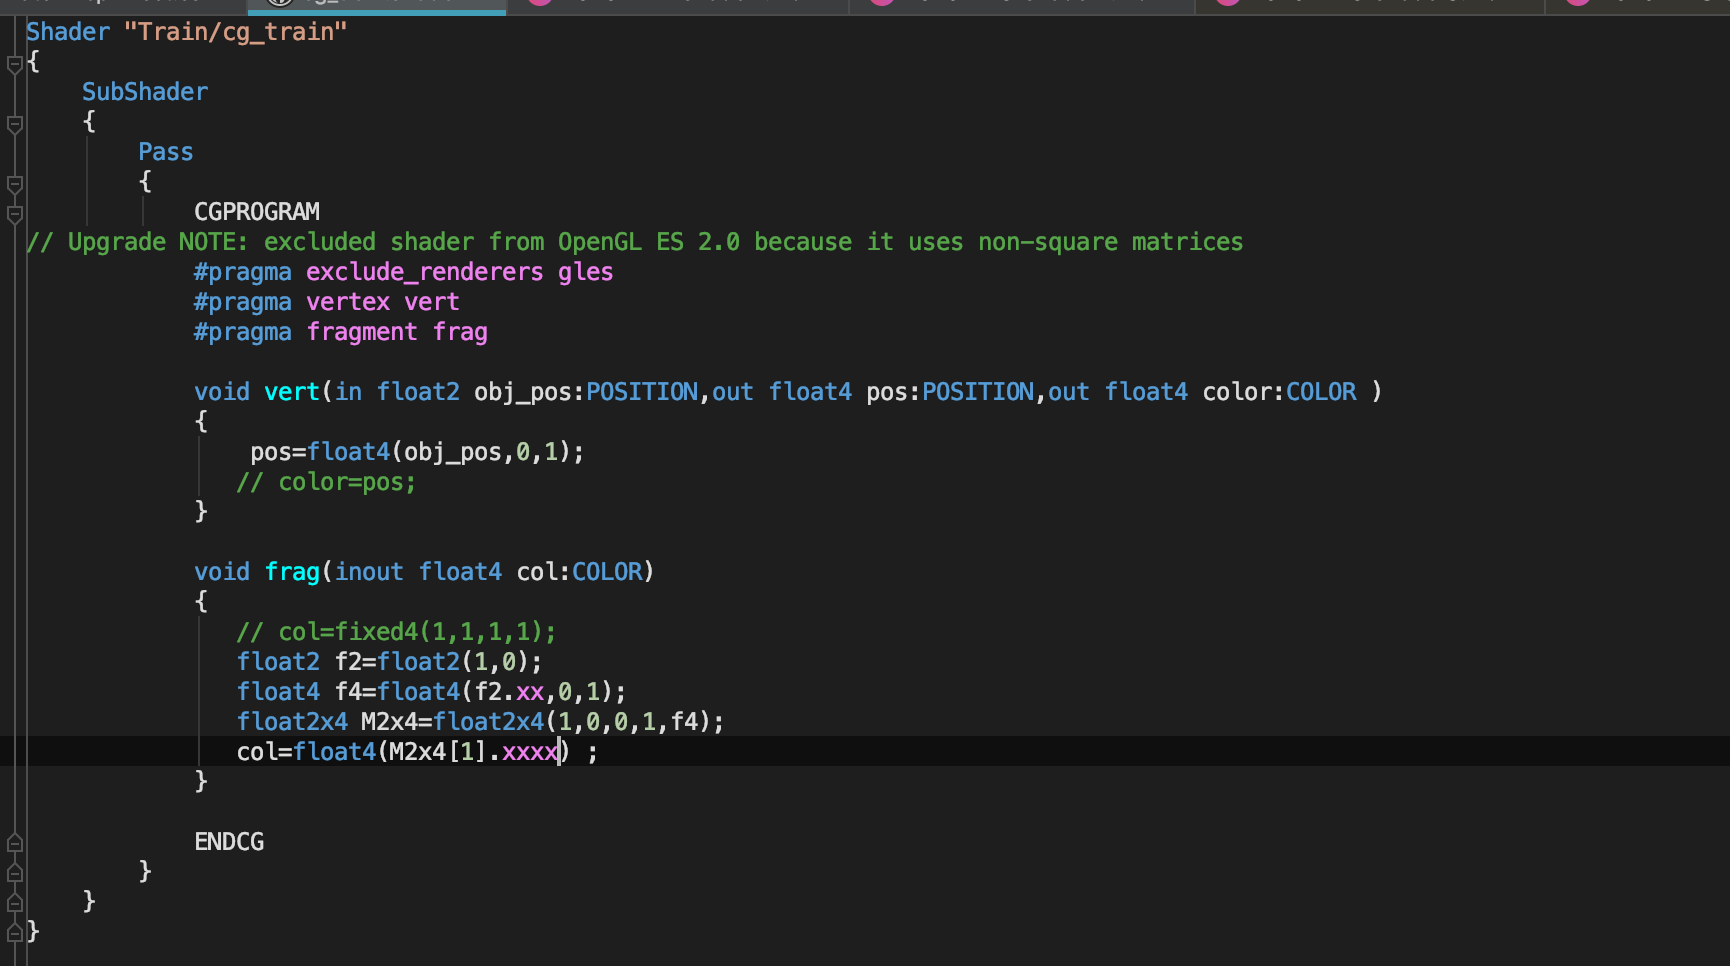 Shader "Train/cg_train"
{
SubShader
{
Pass
{
CGPROGRAM
// Upgrade NOTE: excluded shader from OpenGL ES 2.0 because it uses non-square matrices
#pragma exclude_renderers gles
#pragma vertex vert
#pragma fragment frag
void vert(in float2 obj_pos:POSITION,out float4 pos:POSITION,out float4 color:COLOR )
{
pos=float4(obj_pos,0,1);
// color=pos;
}
void frag(inout float4 col:COLOR)
{
// col=fixed4(1,1,1,1);
float2 f2=float2(1,0);
float4 f4=float4(f2.xx,0,1);
float2x4 M2x4=float2x4(1,0,0,1,f4);
col=float4(M2x4[1].xxxx) ;
}
ENDCG
}
}
}